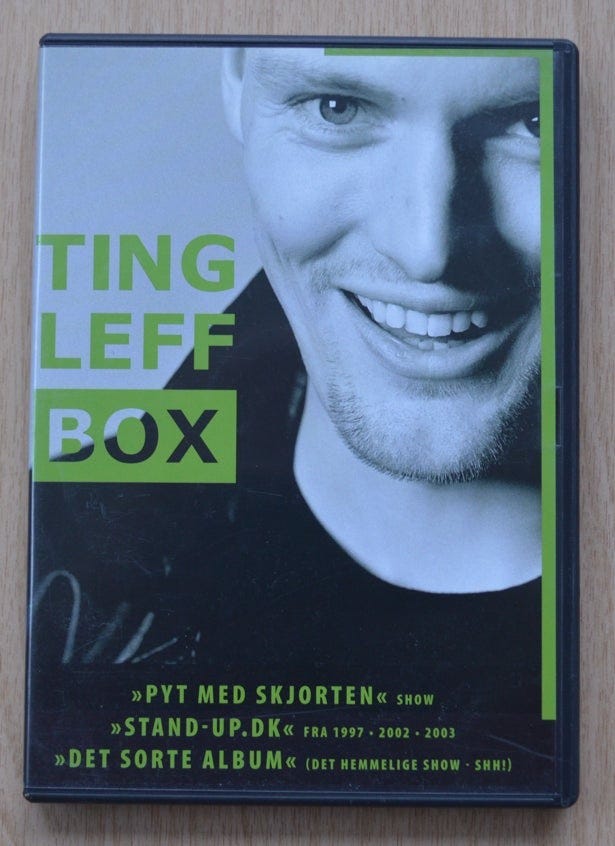 TING
LEFF
BOX
»PYT MED SKJORTEN« SHOW
»STAND-UP.DK« FRA 1997 · 2002 · 2003
»DET SORTE ALBUM« (DET HEMMELIGE SHOW · SHH!)